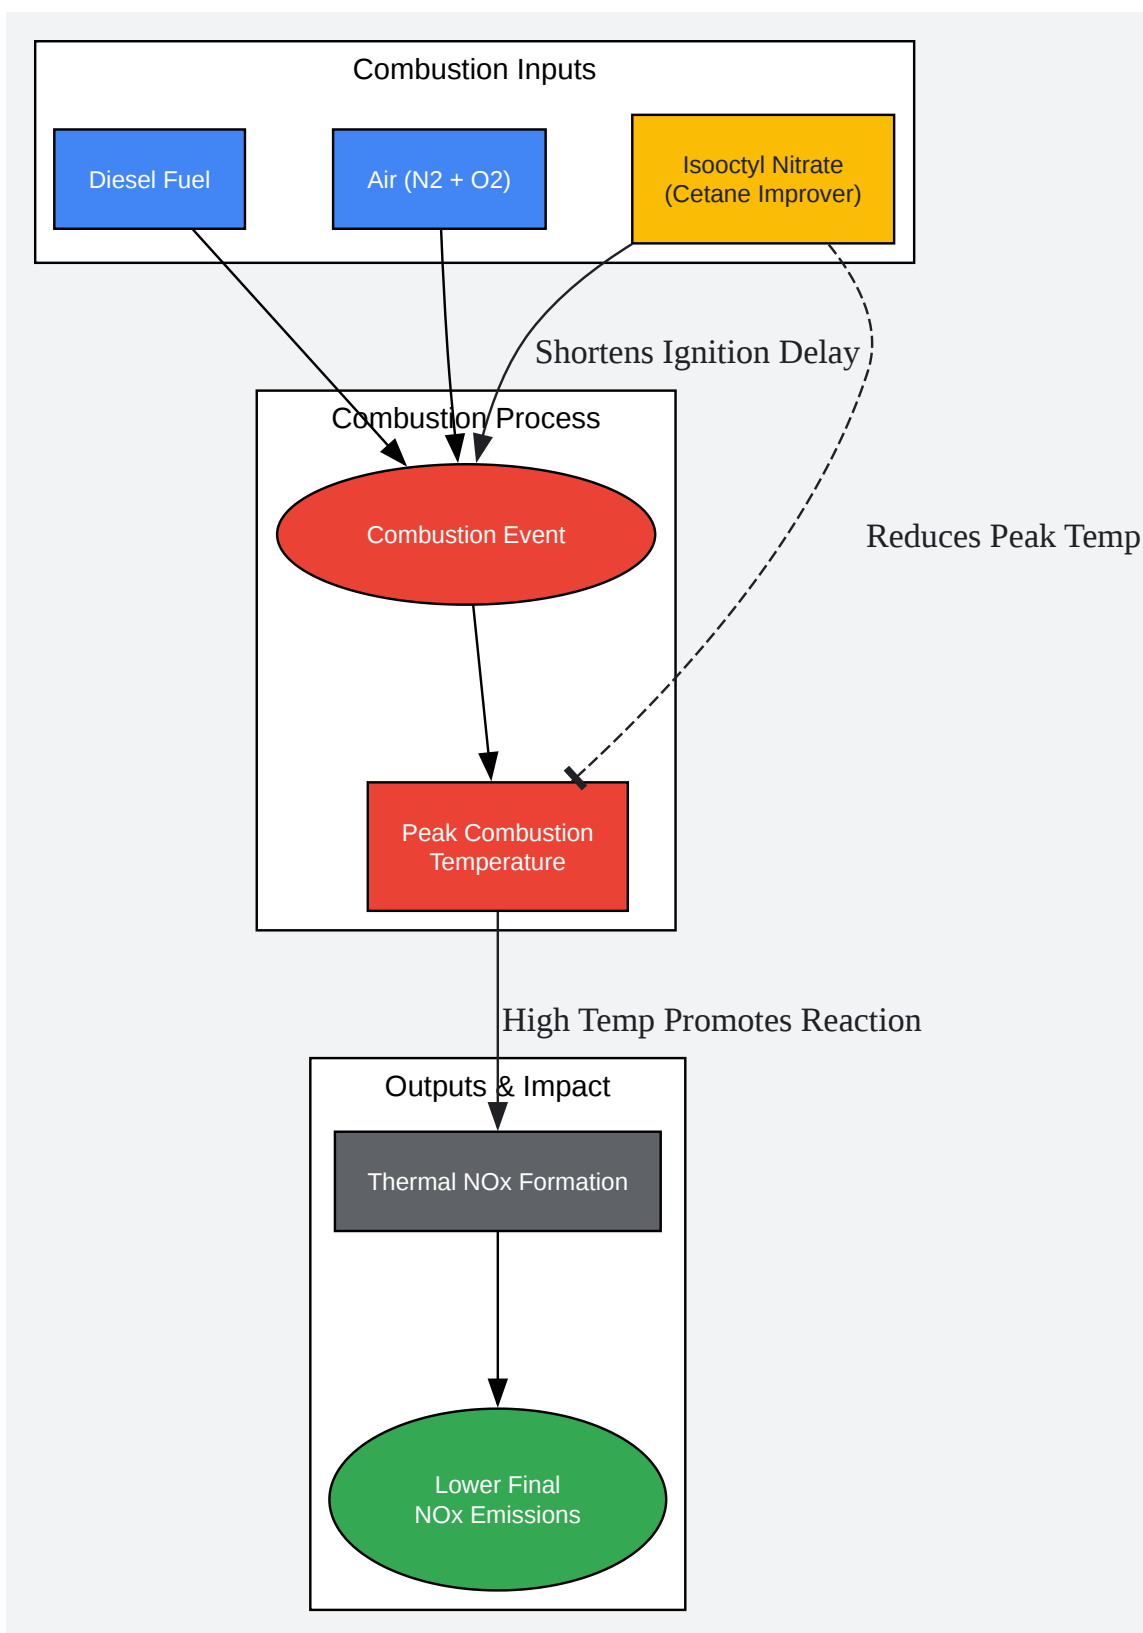 Combustion Inputs
Diesel Fuel
Air (N2 + O2)
Isooctyl Nitrate
(Cetane Improver)
Shortens Ignition Delay
Combustion Process
Combustion Event
Reduces Peak Temp
Peak Combustion
Temperature
High Temp Promotes Reaction
Outputs & Impact
Thermal NOx Formation
Lower Final
NOx Emissions